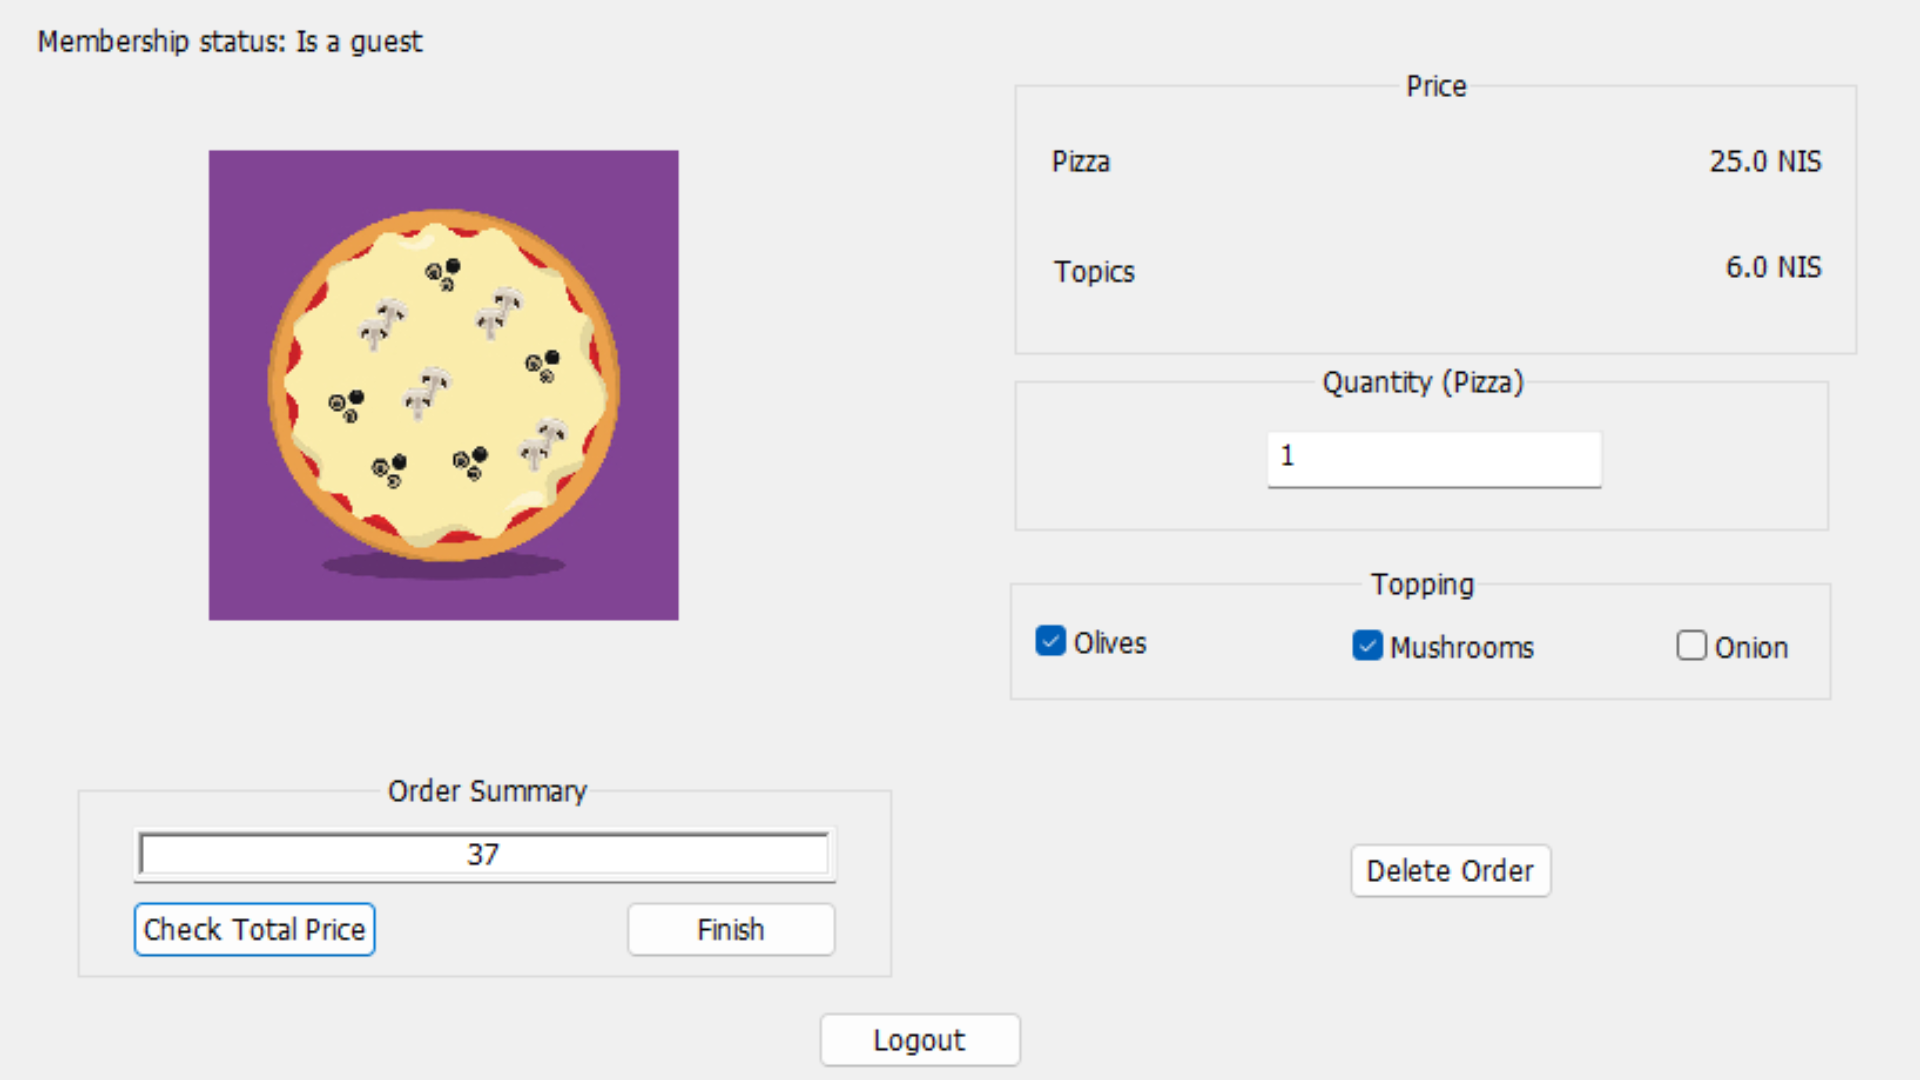 Membership status: Is a guest
Price
Pizza 25.0 NIS
Topics 6.0 NIS
Quantity (Pizza)
1
Topping
Olives Mushrooms Onion
Order Summary
37
Check Total Price Finish
Delete Order
Logout